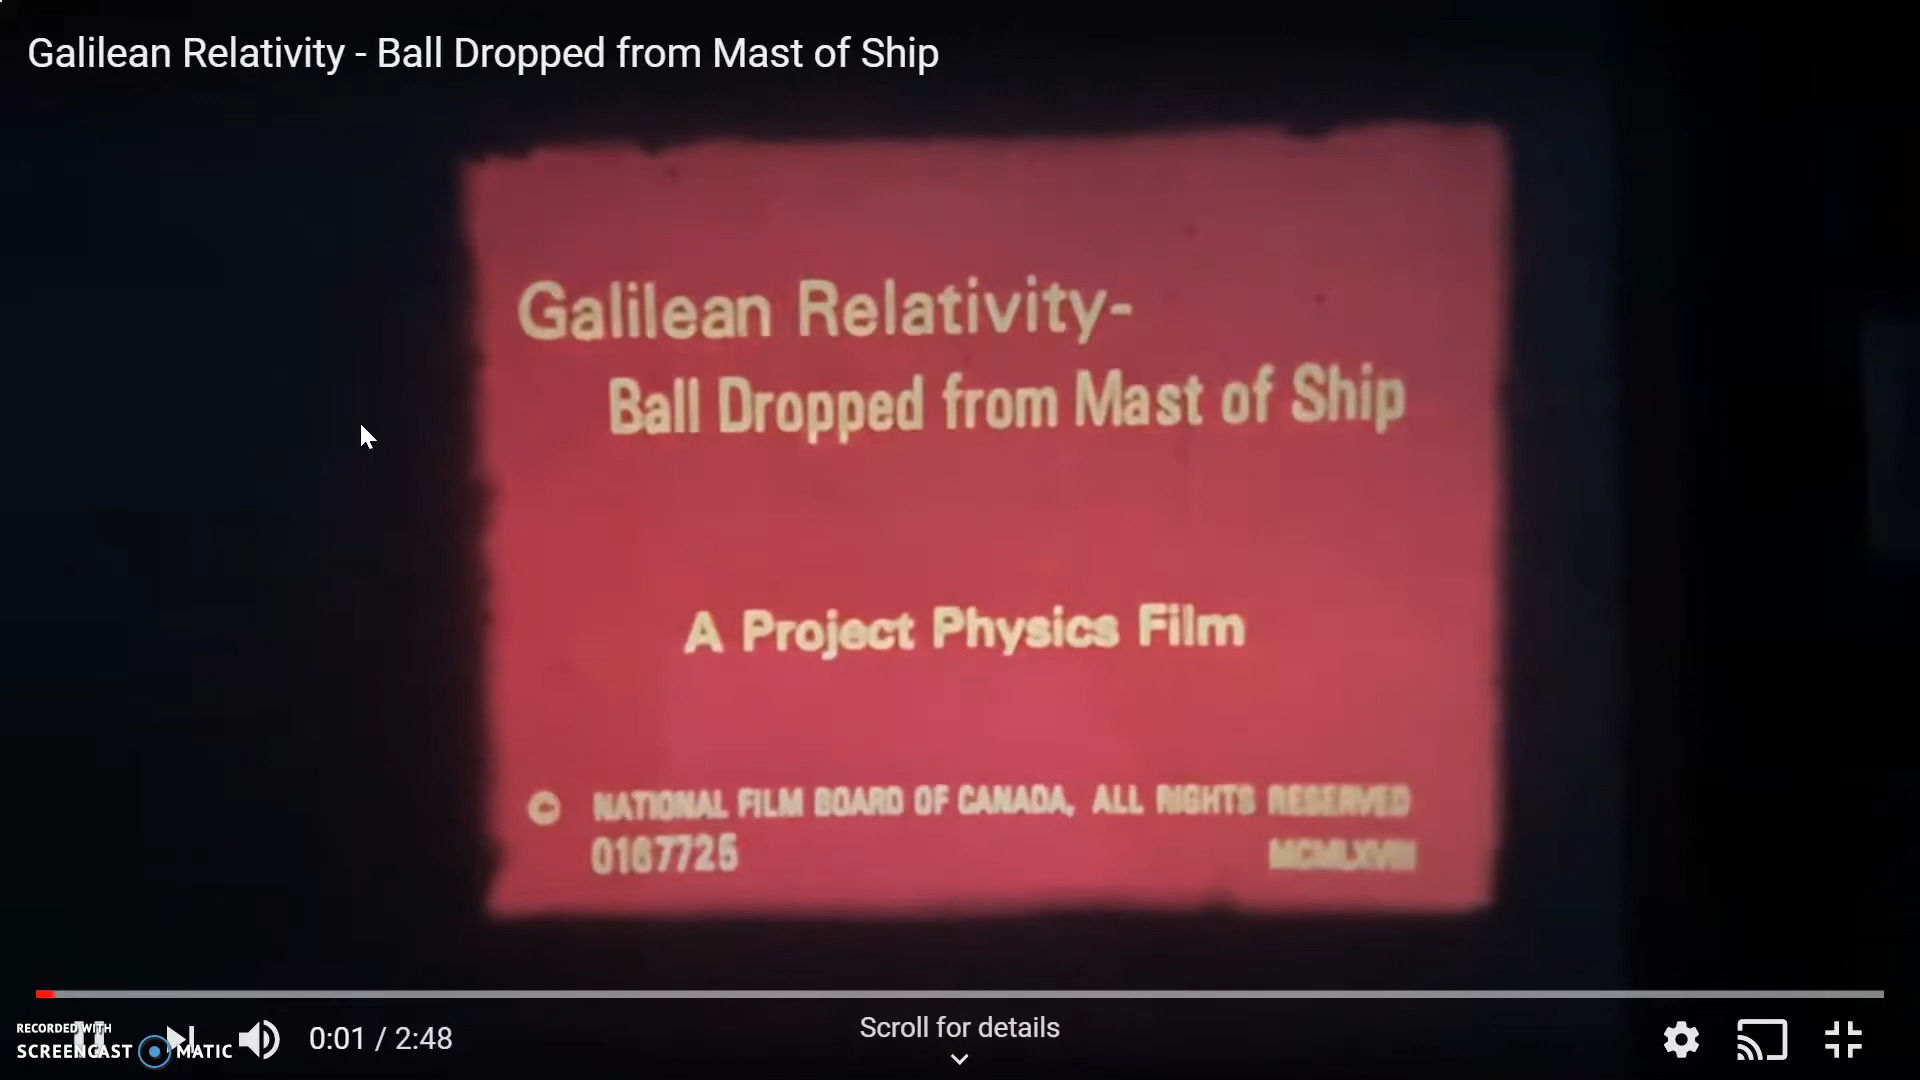 Galilean Relativity - Ball Dropped from Mast of Ship
Galilean Relativity-
Ball Dropped from Mast of Ship
A Project Physics Film
© NATIONAL FILM BOARD OF CANADA, ALL RIGHTS RESERVED
0167725 MCMLXVIII
RECORDED WITH
SCREENCAST MATIC
0:01 / 2:48
Scroll for details